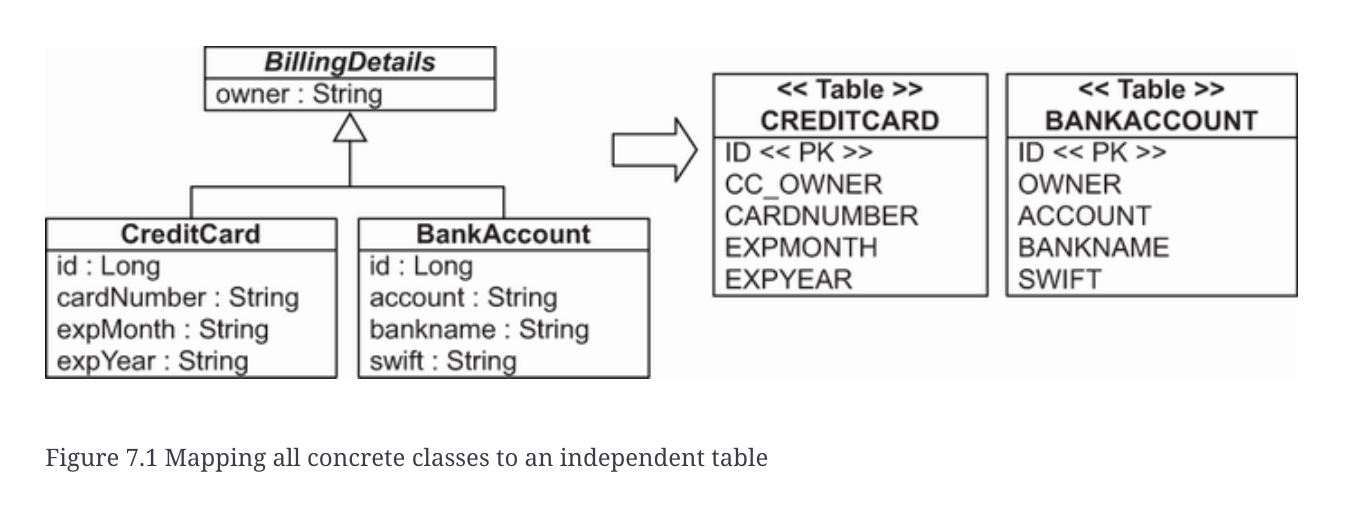 BillingDetails
owner : String
CreditCard
id : Long
cardNumber : String
expMonth : String
expYear : String
BankAccount
id : Long
account : String
bankname : String
swift : String
<< Table >>
CREDITCARD
ID << PK >>
CC_OWNER
CARDNUMBER
EXPMONTH
EXPYEAR
<< Table >>
BANKACCOUNT
ID << PK >>
OWNER
ACCOUNT
BANKNAME
SWIFT
Figure 7.1 Mapping all concrete classes to an independent table